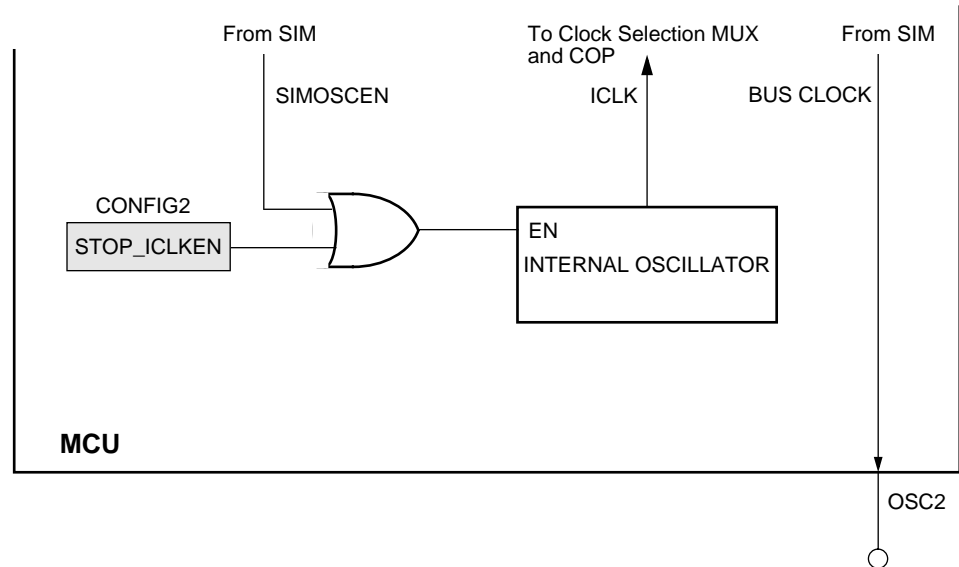 From SIM
To Clock Selection MUX
and COP
From SIM
SIMOSCEN
ICLK
BUS CLOCK
CONFIG2
STOP_ICLKEN
EN
INTERNAL OSCILLATOR
MCU
OSC2